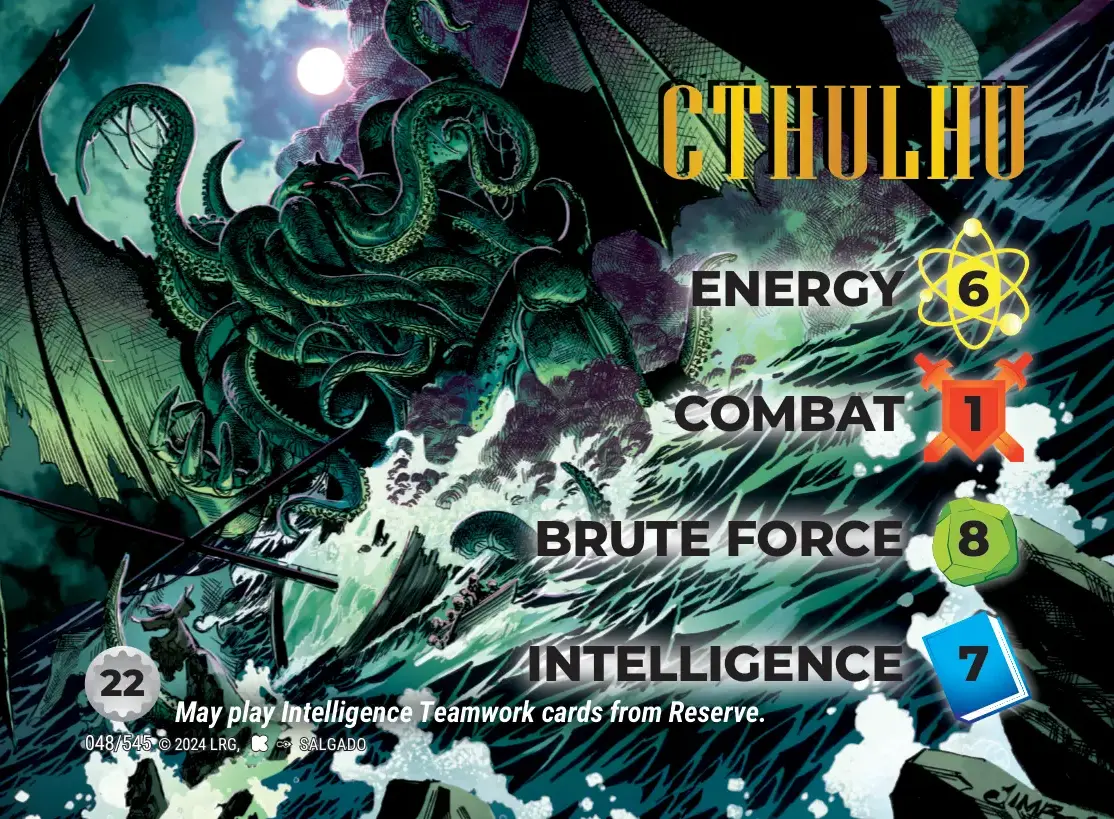 CTHULHU
ENERGY 6
COMBAT 1
BRUTE FORCE 8
INTELLIGENCE 7
22
May play Intelligence Teamwork cards from Reserve.
048/545 © 2024 LRG, SALGADO